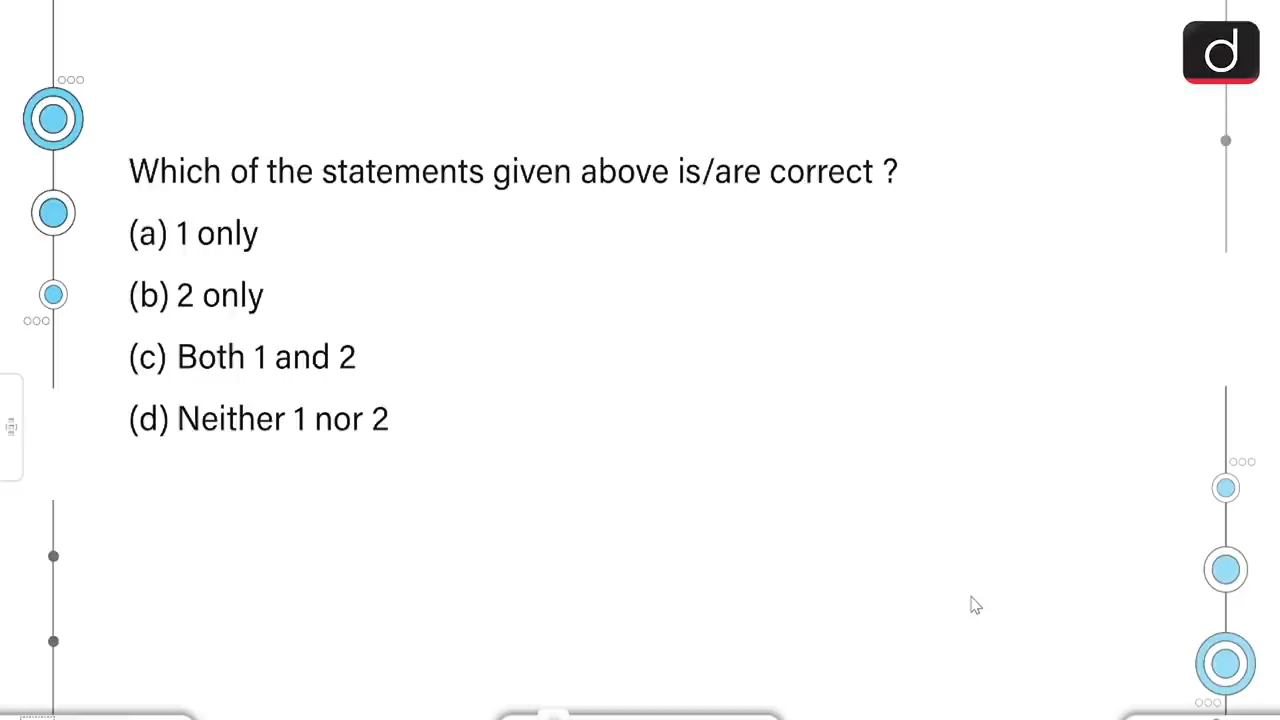 d
Which of the statements given above is/are correct ?
(a) 1 only
(b) 2 only
(c) Both 1 and 2
(d) Neither 1 nor 2